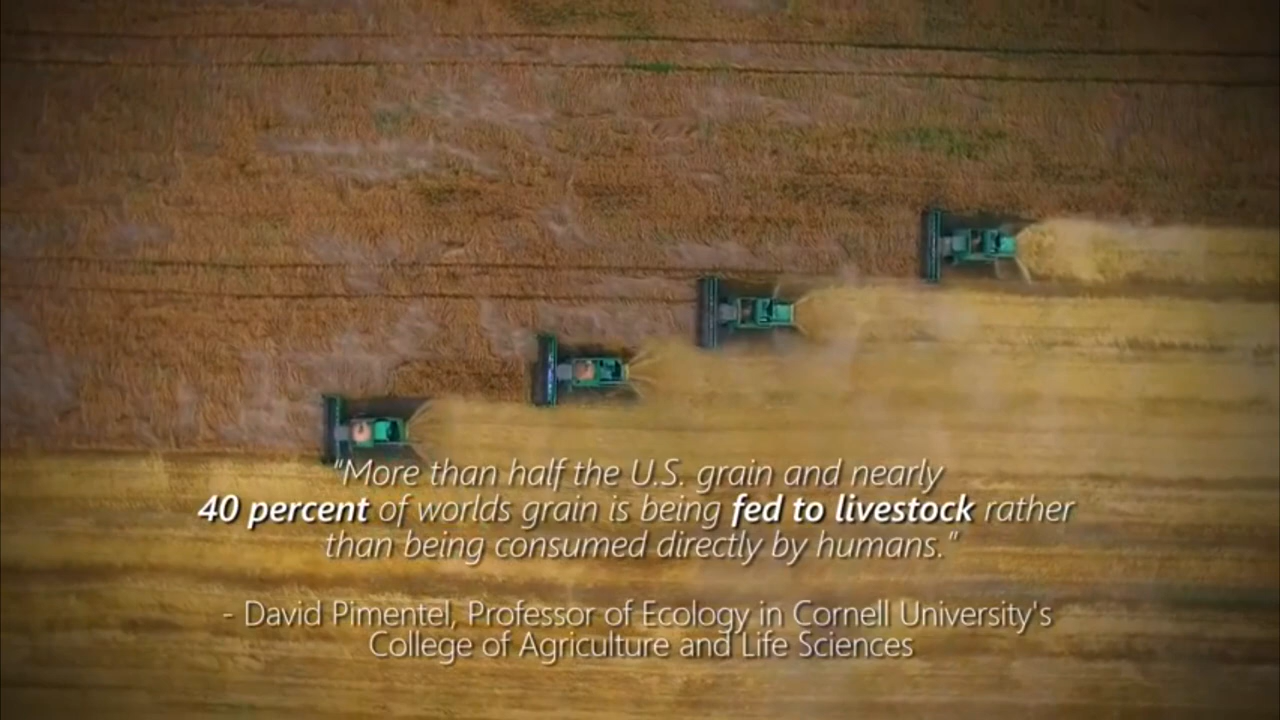 "More than half the U.S. grain and nearly
40 percent of worlds grain is being fed to livestock rather
than being consumed directly by humans."
- David Pimentel, Professor of Ecology in Cornell University's
College of Agriculture and Life Sciences